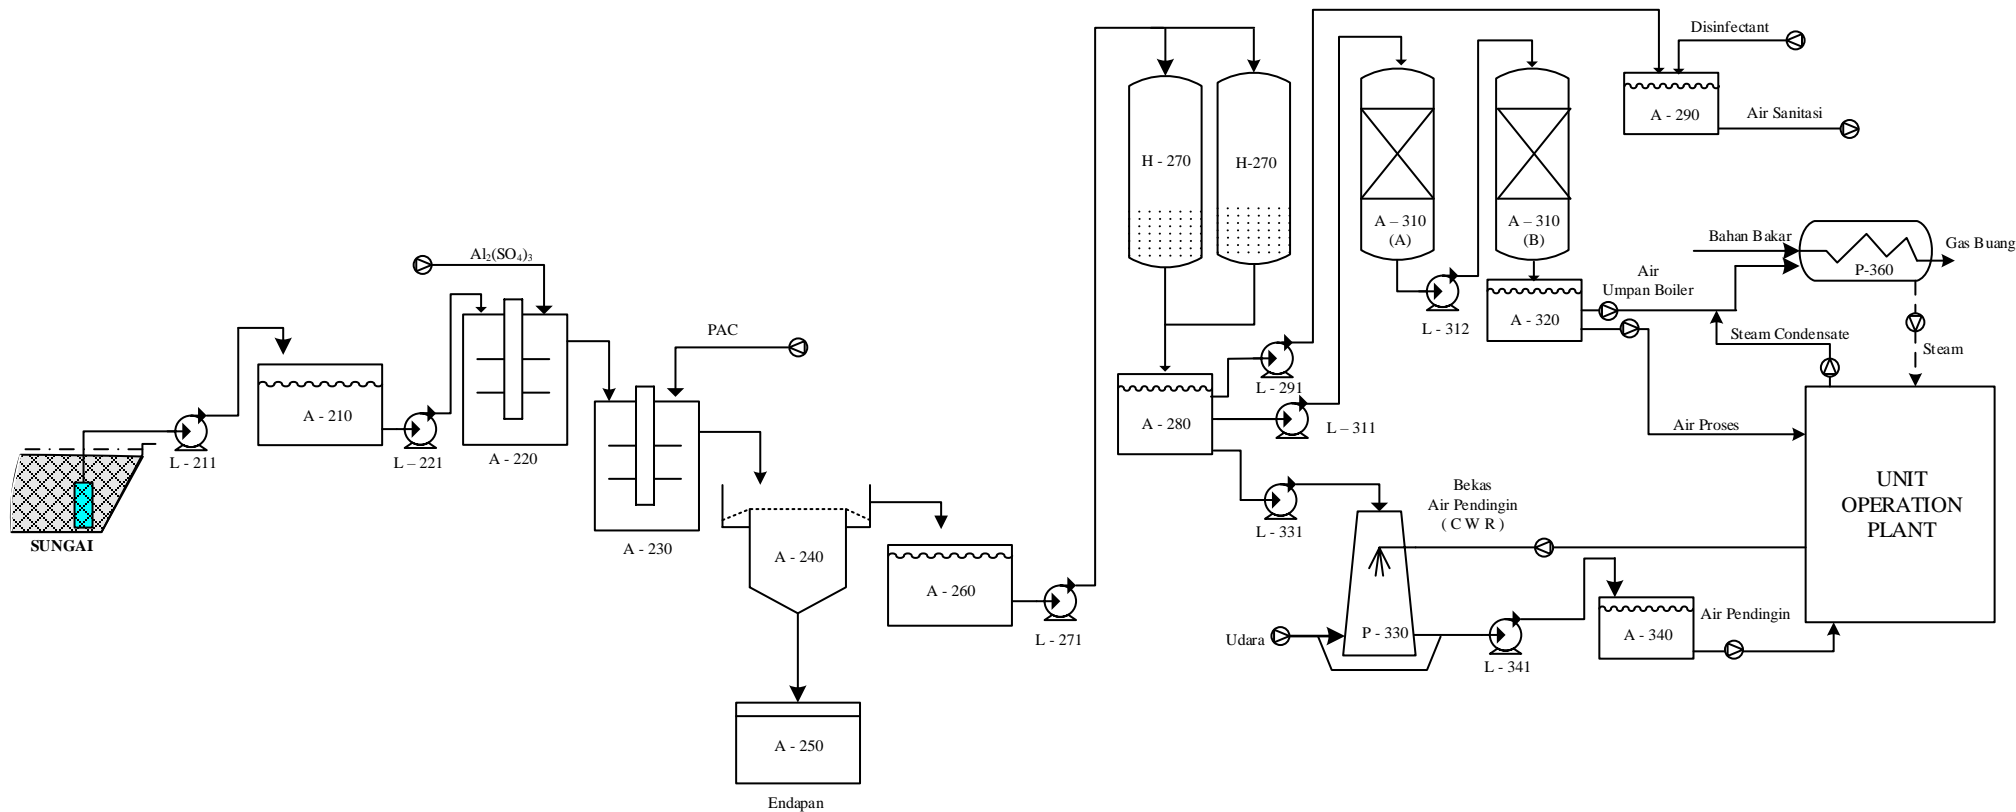 Disinfectant
A - 290
Air Sanitasi
H - 270
H-270
A – 310
(A)
A – 310
(B)
Bahan Bakar
Gas Buang
P-360
Al₂(SO₄)₃
Air
Umpan Boiler
L - 312
A - 320
Steam Condensate
Steam
PAC
L - 291
A - 210
A - 280
L – 311
Air Proses
L - 211
L – 221
A - 220
UNIT
OPERATION
PLANT
Bekas
Air Pendingin
( C W R )
L - 331
SUNGAI
A - 230
A - 240
A - 260
L - 271
Udara
P - 330
L - 341
A - 340
Air Pendingin
A - 250
Endapan